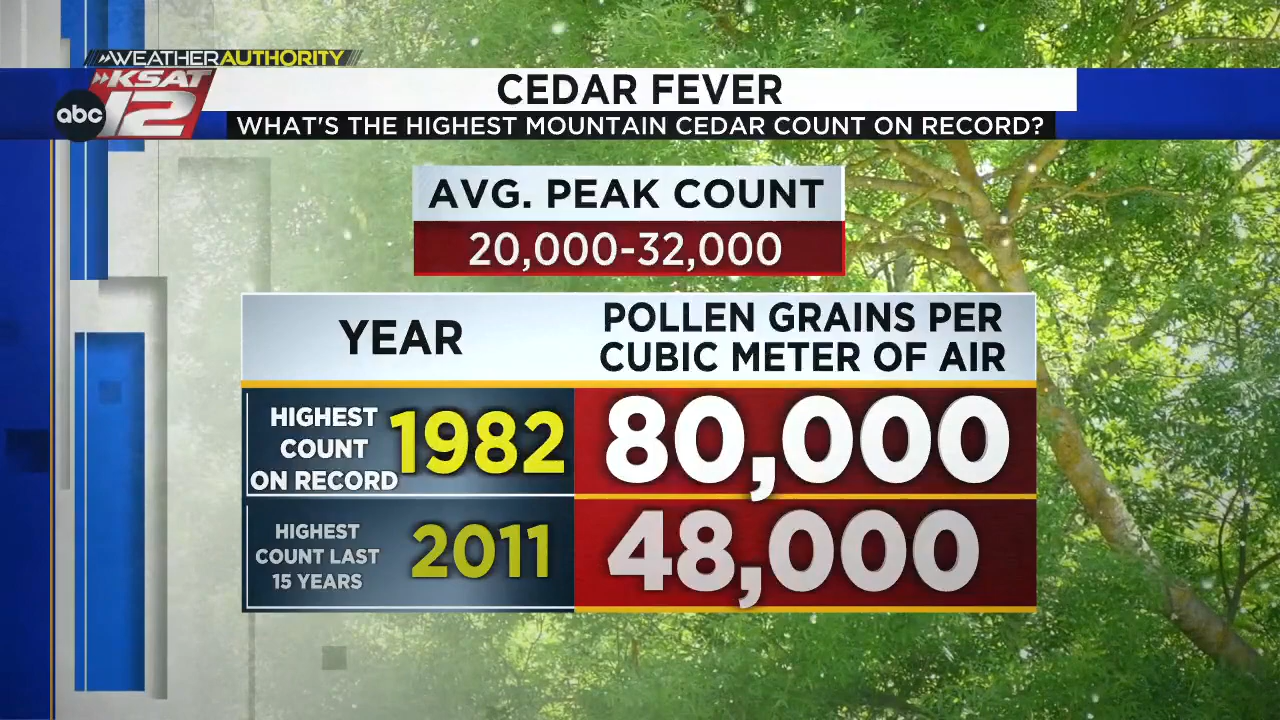 WEATHERAUTHORITY
KSAT
abc 12
CEDAR FEVER
WHAT'S THE HIGHEST MOUNTAIN CEDAR COUNT ON RECORD?
AVG. PEAK COUNT
20,000-32,000
YEAR
POLLEN GRAINS PER
CUBIC METER OF AIR
HIGHEST
COUNT
ON RECORD
1982
80,000
HIGHEST
COUNT LAST
15 YEARS
2011
48,000